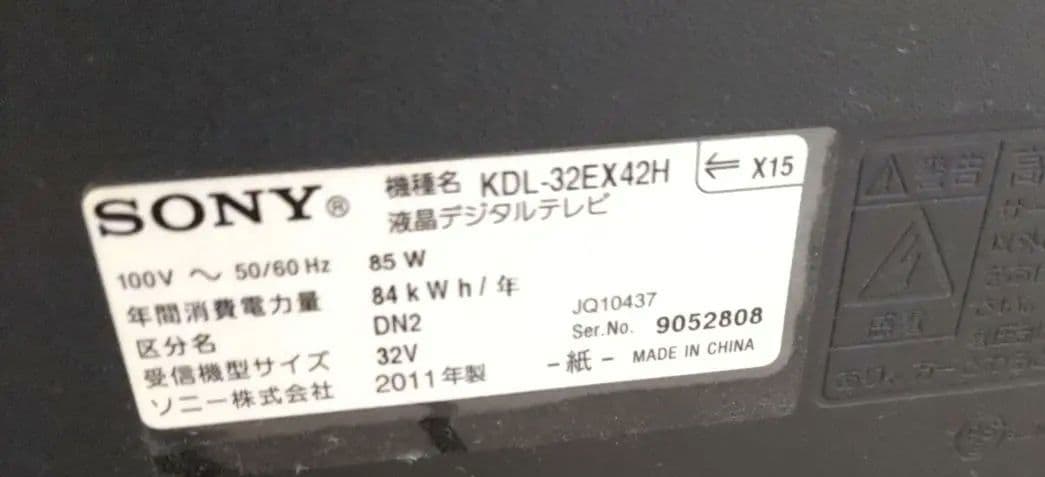 SONY® 機種名 KDL-32EX42H ⇐ X15
液晶デジタルテレビ
100V ～ 50/60 Hz 85 W
年間消費電力量 84 kWh/年
区分名 DN2
受信機型サイズ 32V
ソニー株式会社 2011年製
JQ10437
Ser.No. 9052808
-紙- MADE IN CHINA
警告